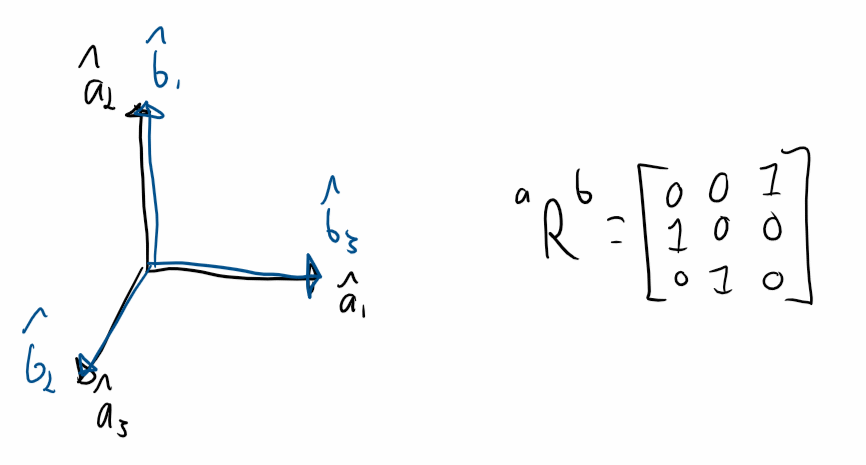 â₂ b̂₁
b̂₃
â₁
b̂₂
â₃
ᵃRᵇ = [0 0 1
1 0 0
0 1 0]